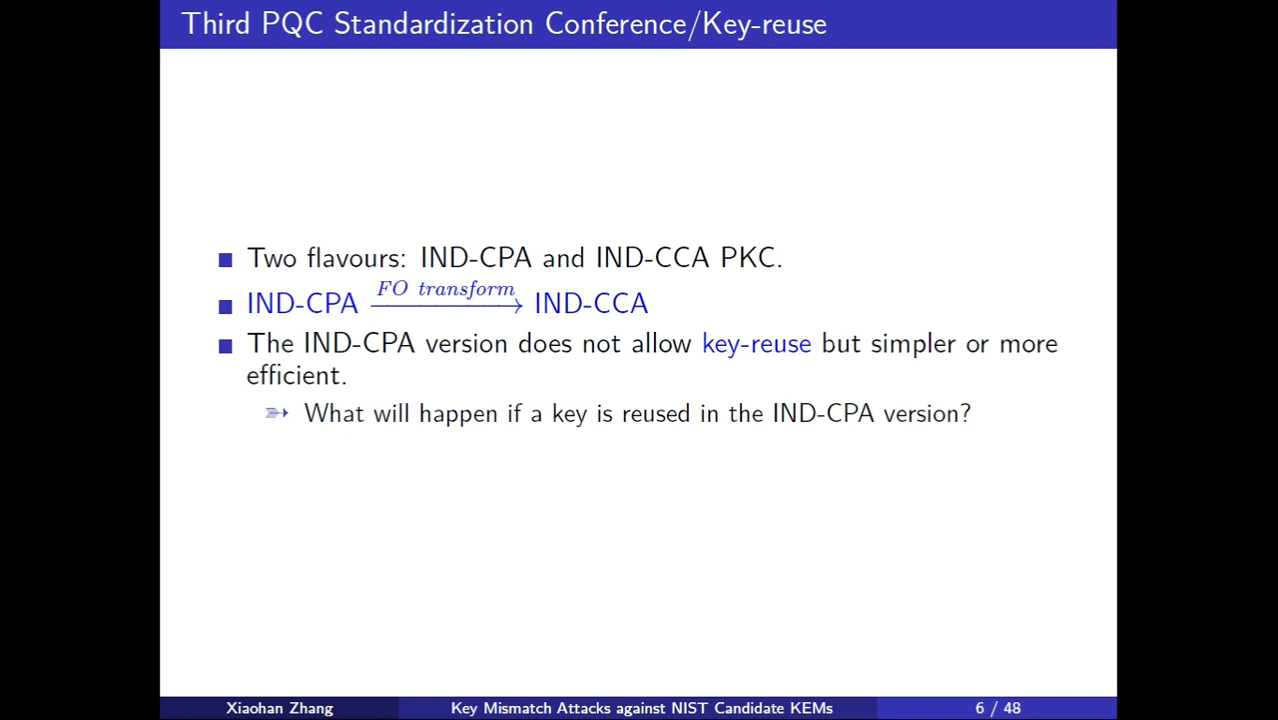 Third PQC Standardization Conference/Key-reuse
Two flavours: IND-CPA and IND-CCA PKC.
IND-CPA FO transform IND-CCA
The IND-CPA version does not allow key-reuse but simpler or more
efficient.
What will happen if a key is reused in the IND-CPA version?
Xiaohan Zhang Key Mismatch Attacks against NIST Candidate KEMs 6 / 48